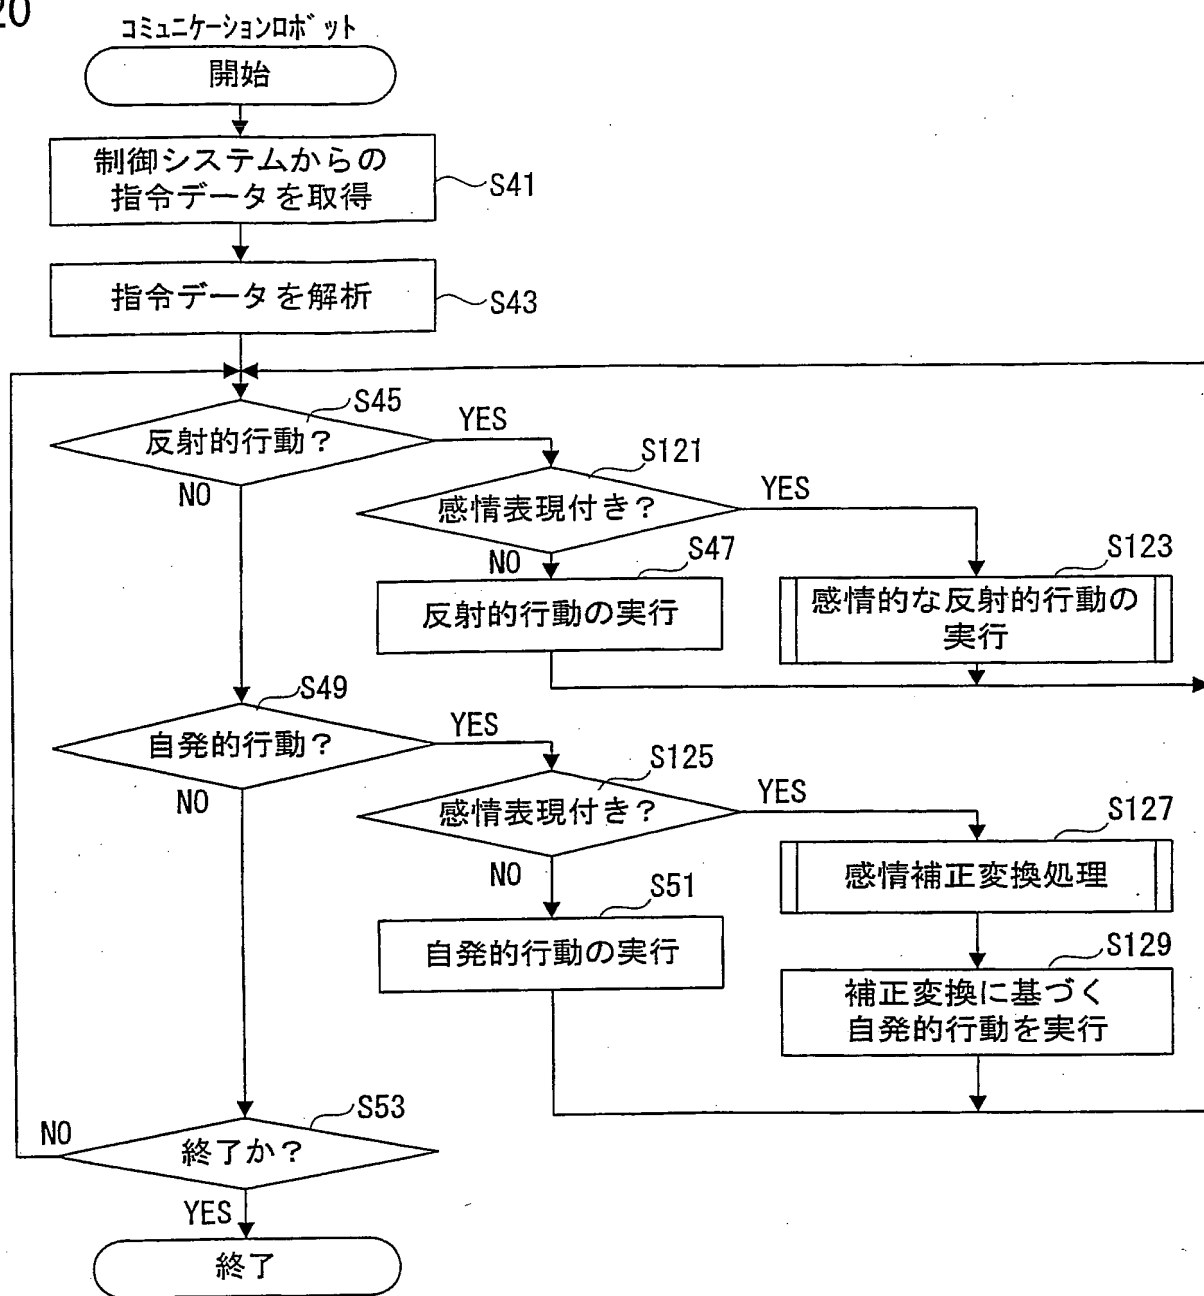 20
コミュニケーションロボット
開始
制御システムからの
指令データを取得
S41
指令データを解析
S43
S45
反射的行動?
YES
NO
S121
感情表現付き?
YES
NO
S47
反射的行動の実行
S123
感情的な反射的行動の
実行
S49
自発的行動?
YES
NO
S125
感情表現付き?
YES
NO
S127
感情補正変換処理
S51
自発的行動の実行
S129
補正変換に基づく
自発的行動を実行
S53
終了か?
NO
YES
終了